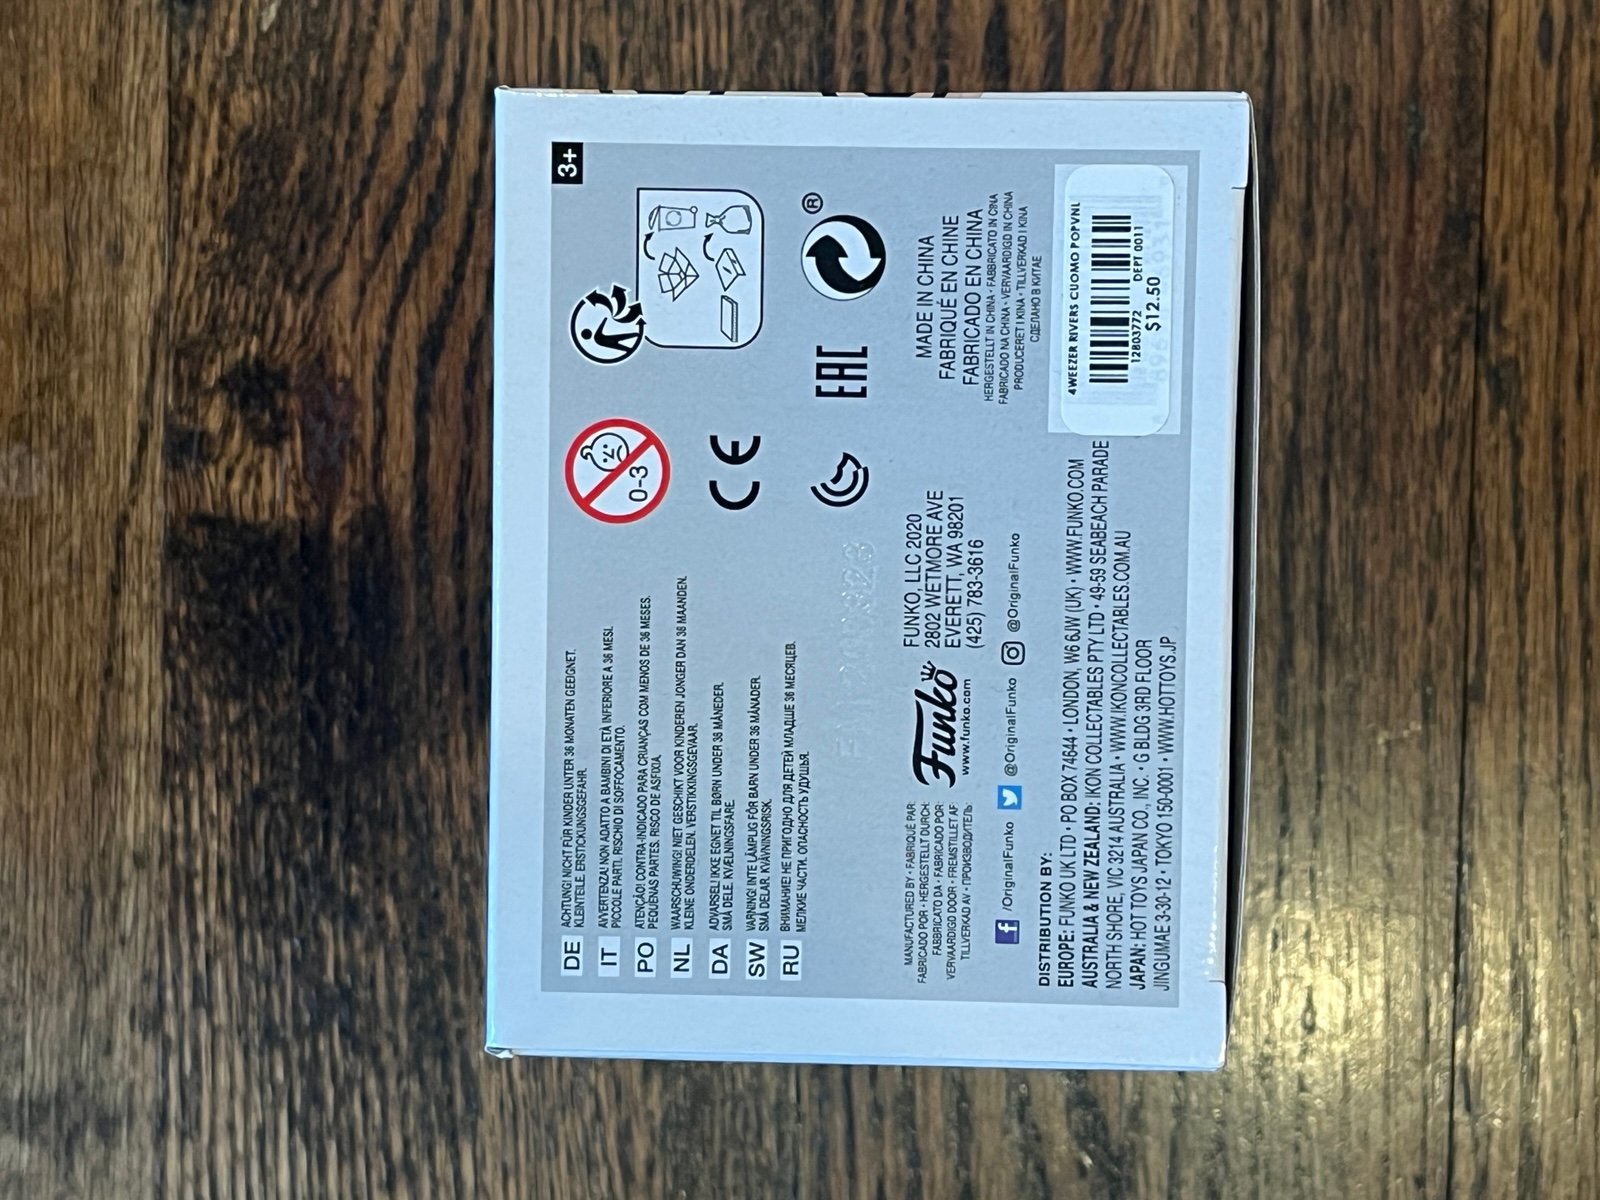 DE ACHTUNG! NICHT FÜR KINDER UNTER 36 MONATEN GEEIGNET.
KLEINTEILE. ERSTICKUNGSGEFAHR.
IT AVVERTENZA! NON ADATTO A BAMBINI DI ETÀ INFERIORE A 36 MESI.
PICCOLE PARTI. RISCHIO DI SOFFOCAMENTO.
PO ATENÇÃO! CONTRA-INDICADO PARA CRIANÇAS COM MENOS DE 36 MESES.
PEQUENAS PARTES. RISCO DE ASFIXIA.
NL WAARSCHUWING! NIET GESCHIKT VOOR KINDEREN JONGER DAN 36 MAANDEN.
KLEINE ONDERDELEN. VERSTIKKINGSGEVAAR.
DA ADVARSEL! IKKE EGNET TIL BØRN UNDER 36 MÅNEDER.
SMÅ DELE. KVÆLNINGSFARE.
SW VARNING! INTE LÄMPLIG FÖR BARN UNDER 36 MÅNADER.
SMÅ DELAR. KVÄVNINGSRISK.
RU ВНИМАНИЕ! НЕ ПРИГОДНО ДЛЯ ДЕТЕЙ МЛАДШЕ 36 МЕСЯЦЕВ.
МЕЛКИЕ ЧАСТИ. ОПАСНОСТЬ УДУШЬЯ.
0-3
3+
CE
EAC
®
MANUFACTURED BY • FABRIQUÉ PAR:
FABRICADO POR • HERGESTELLT DURCH:
FABBRICATO DA • FABRICADO POR:
VERVAARDIGD DOOR • FREMSTILLET AF:
TILLVERKAD AV • ПРОИЗВОДИТЕЛЬ:
Funko
www.funko.com
FUNKO, LLC 2020
2802 WETMORE AVE
EVERETT, WA 98201
(425) 783-3616
f /OriginalFunko @OriginalFunko @OriginalFunko
MADE IN CHINA
FABRIQUÉ EN CHINE
FABRICADO EN CHINA
HERGESTELLT IN CHINA • FABBRICATO IN CINA
FABRICADO NA CHINA • VERVAARDIGD IN CHINA
PRODUCERET I KINA • TILLVERKAD I KINA
СДЕЛАНО В КИТАЕ
DISTRIBUTION BY:
EUROPE: FUNKO UK LTD • PO BOX 74644 • LONDON, W6 6JW (UK) • WWW.FUNKO.COM
AUSTRALIA & NEW ZEALAND: IKON COLLECTABLES PTY LTD • 49-59 SEABEACH PARADE
NORTH SHORE, VIC 3214 AUSTRALIA • WWW.IKONCOLLECTABLES.COM.AU
JAPAN: HOT TOYS JAPAN CO., INC. • G BLDG 3RD FLOOR
JINGUMAE 3-30-12 • TOKYO 150-0001 • WWW.HOTTOYS.JP
4WEEZER RIVERS CUOMO POPVNL
12803772 DEPT 0011
$12.50